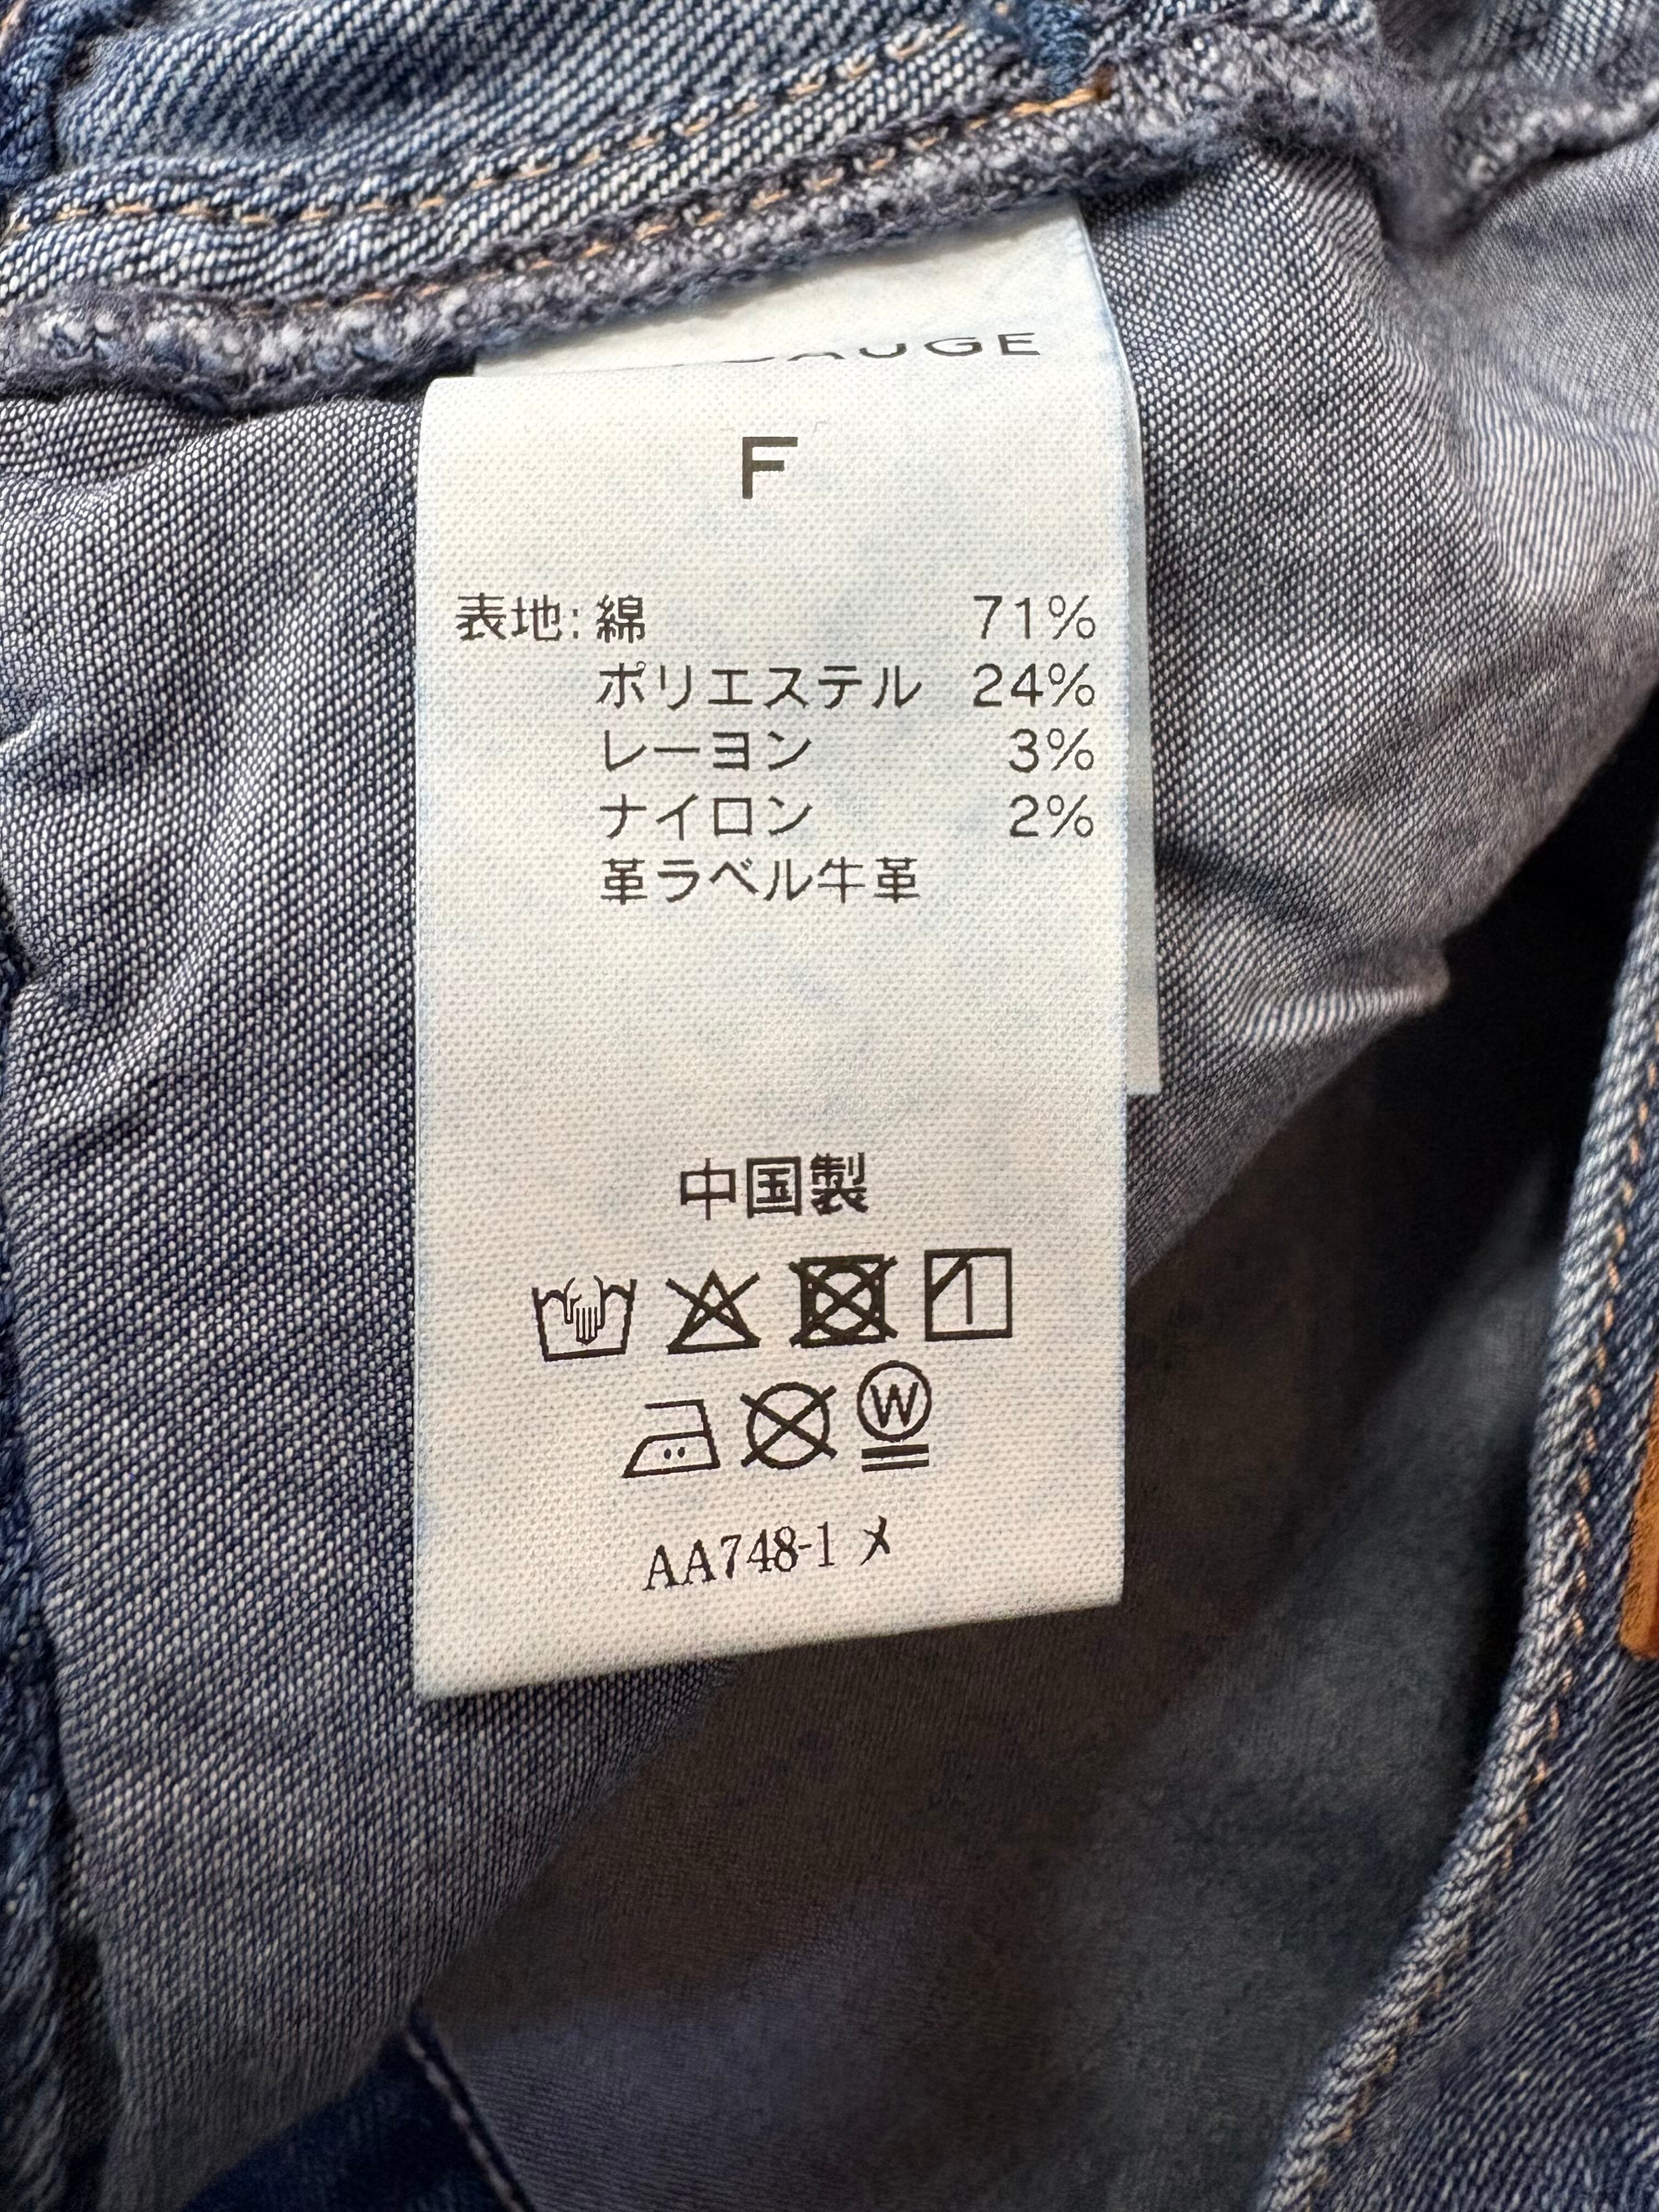 F
表地: 綿 71%
ポリエステル 24%
レーヨン 3%
ナイロン 2%
革ラベル牛革
中国製
W
AA748-1 メ